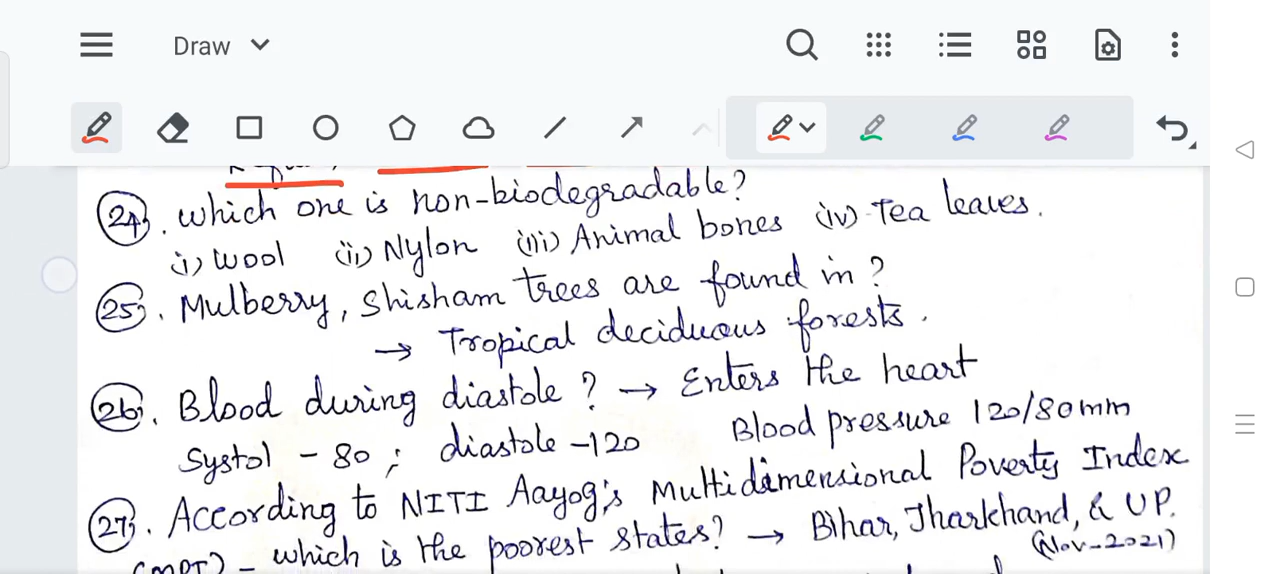 Draw
24. which one is non-biodegradable?
(i) wool (ii) Nylon (iii) Animal bones (iv) Tea leaves.
25. Mulberry, Shisham trees are found in?
→ Tropical deciduous forests.
26. Blood during diastole? → Enters the heart
Systol - 80 ; diastole -120 Blood pressure 120/80mm
27. According to NITI Aayog's Multidimensional Poverty Index
(MPI) - which is the poorest states? → Bihar, Jharkhand, & UP.
(Nov-2021)